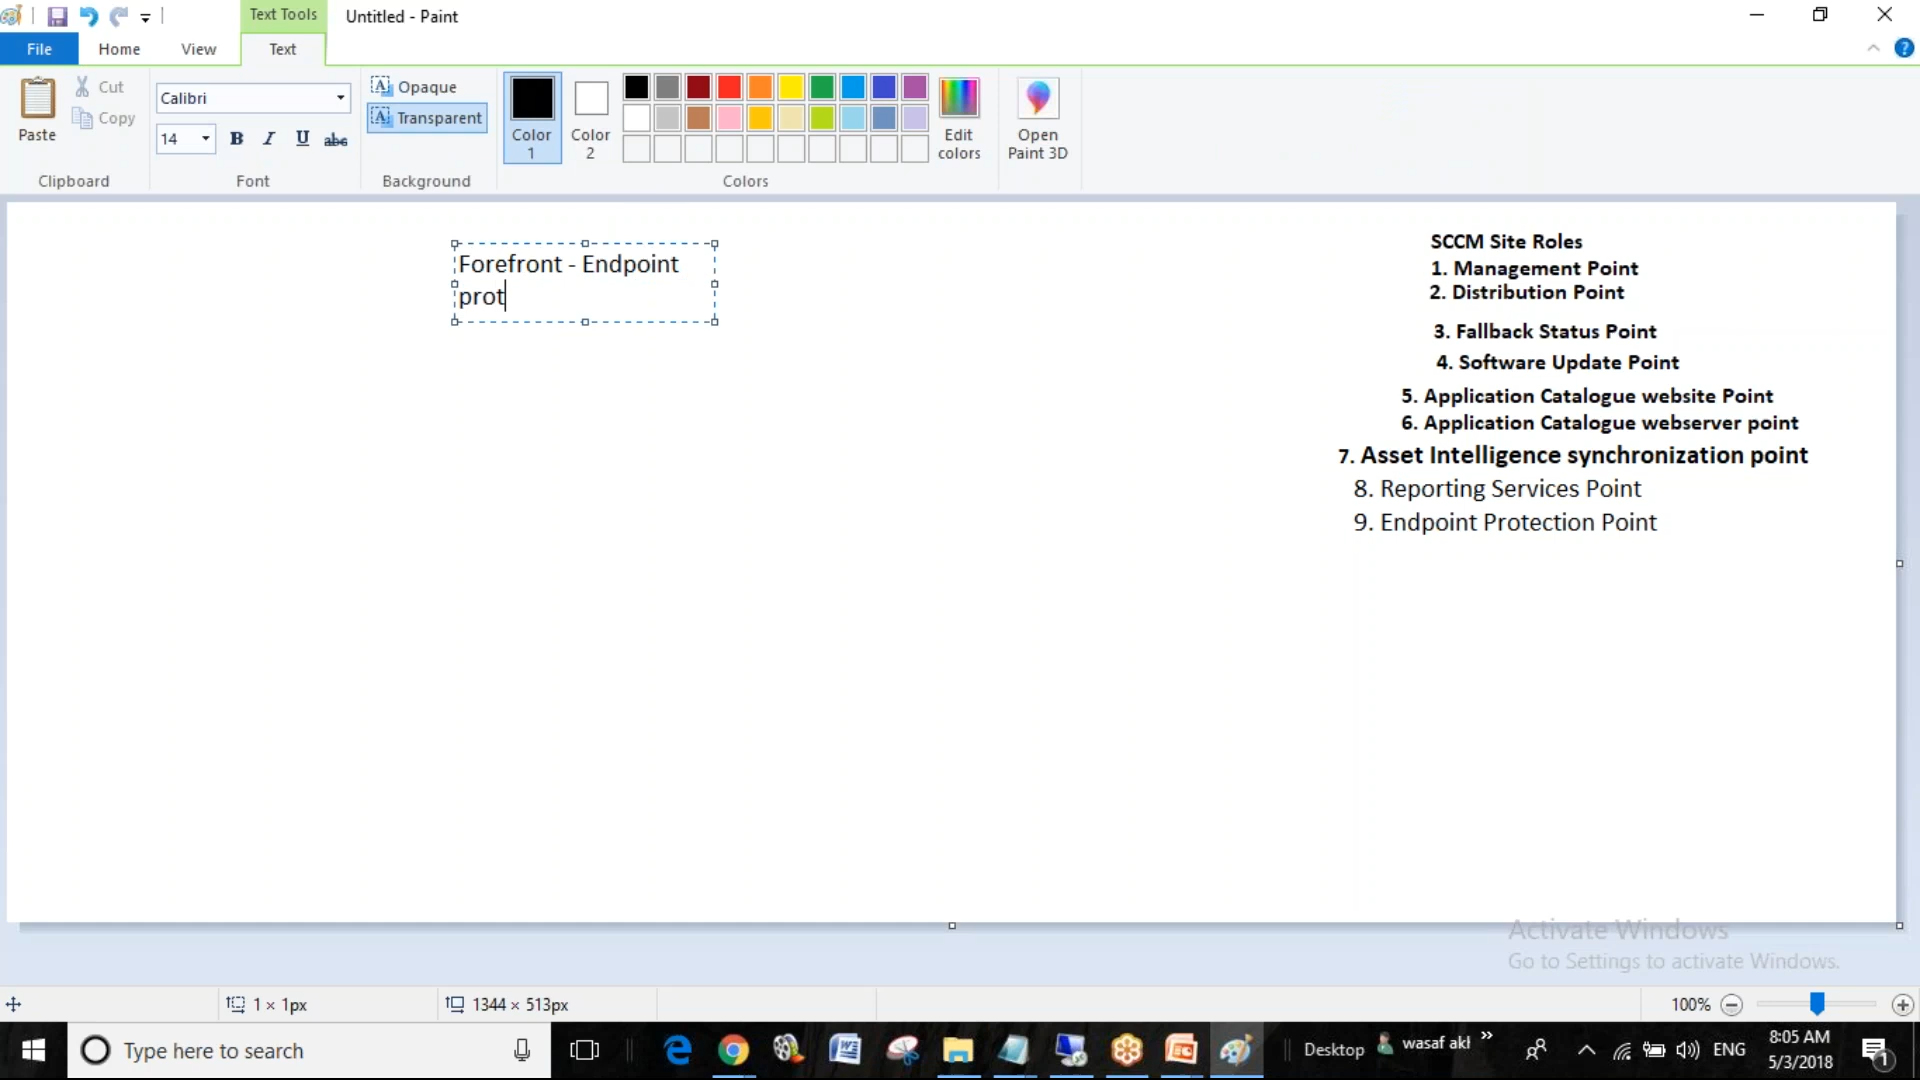 Text Tools
Untitled - Paint
File
Home
View
Text
Paste
Cut
Copy
Clipboard
Calibri
14
B I U abc
Font
Opaque
Transparent
Background
Color 1
Color 2
Edit colors
Colors
Open Paint 3D
Forefront - Endpoint
prot
SCCM Site Roles
1. Management Point
2. Distribution Point
3. Fallback Status Point
4. Software Update Point
5. Application Catalogue website Point
6. Application Catalogue webserver point
7. Asset Intelligence synchronization point
8. Reporting Services Point
9. Endpoint Protection Point
Activate Windows
Go to Settings to activate Windows.
1 × 1px
1344 × 513px
100%
Type here to search
Desktop
wasaf akl
ENG
8:05 AM
5/3/2018
1